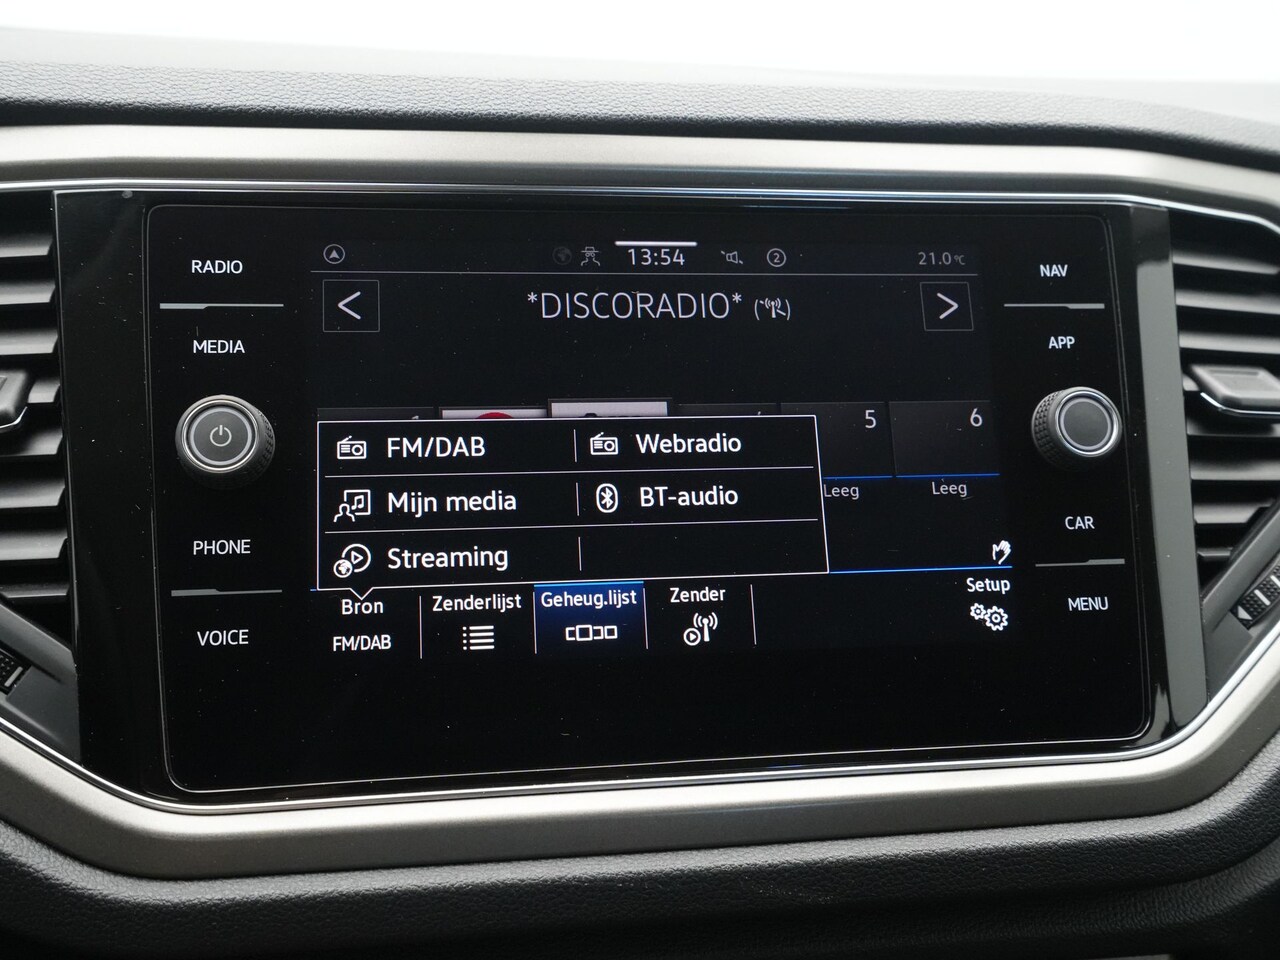 RADIO
MEDIA
PHONE
VOICE
13:54
2
21.0°C
*DISCORADIO*
5
6
Leeg
Leeg
FM/DAB
Webradio
Mijn media
BT-audio
Streaming
Bron
FM/DAB
Zenderlijst
Geheug.lijst
Zender
Setup
NAV
APP
CAR
MENU